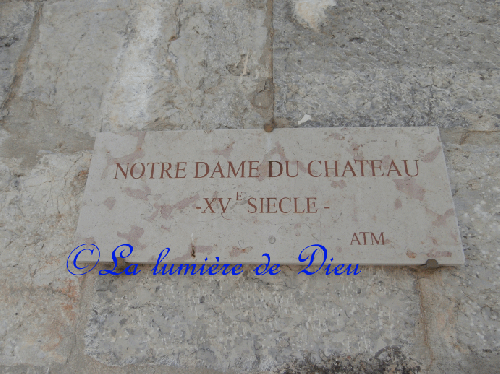 NOTRE DAME DU CHATEAU
-XVE SIECLE-
ATM
©La lumière de Dieu